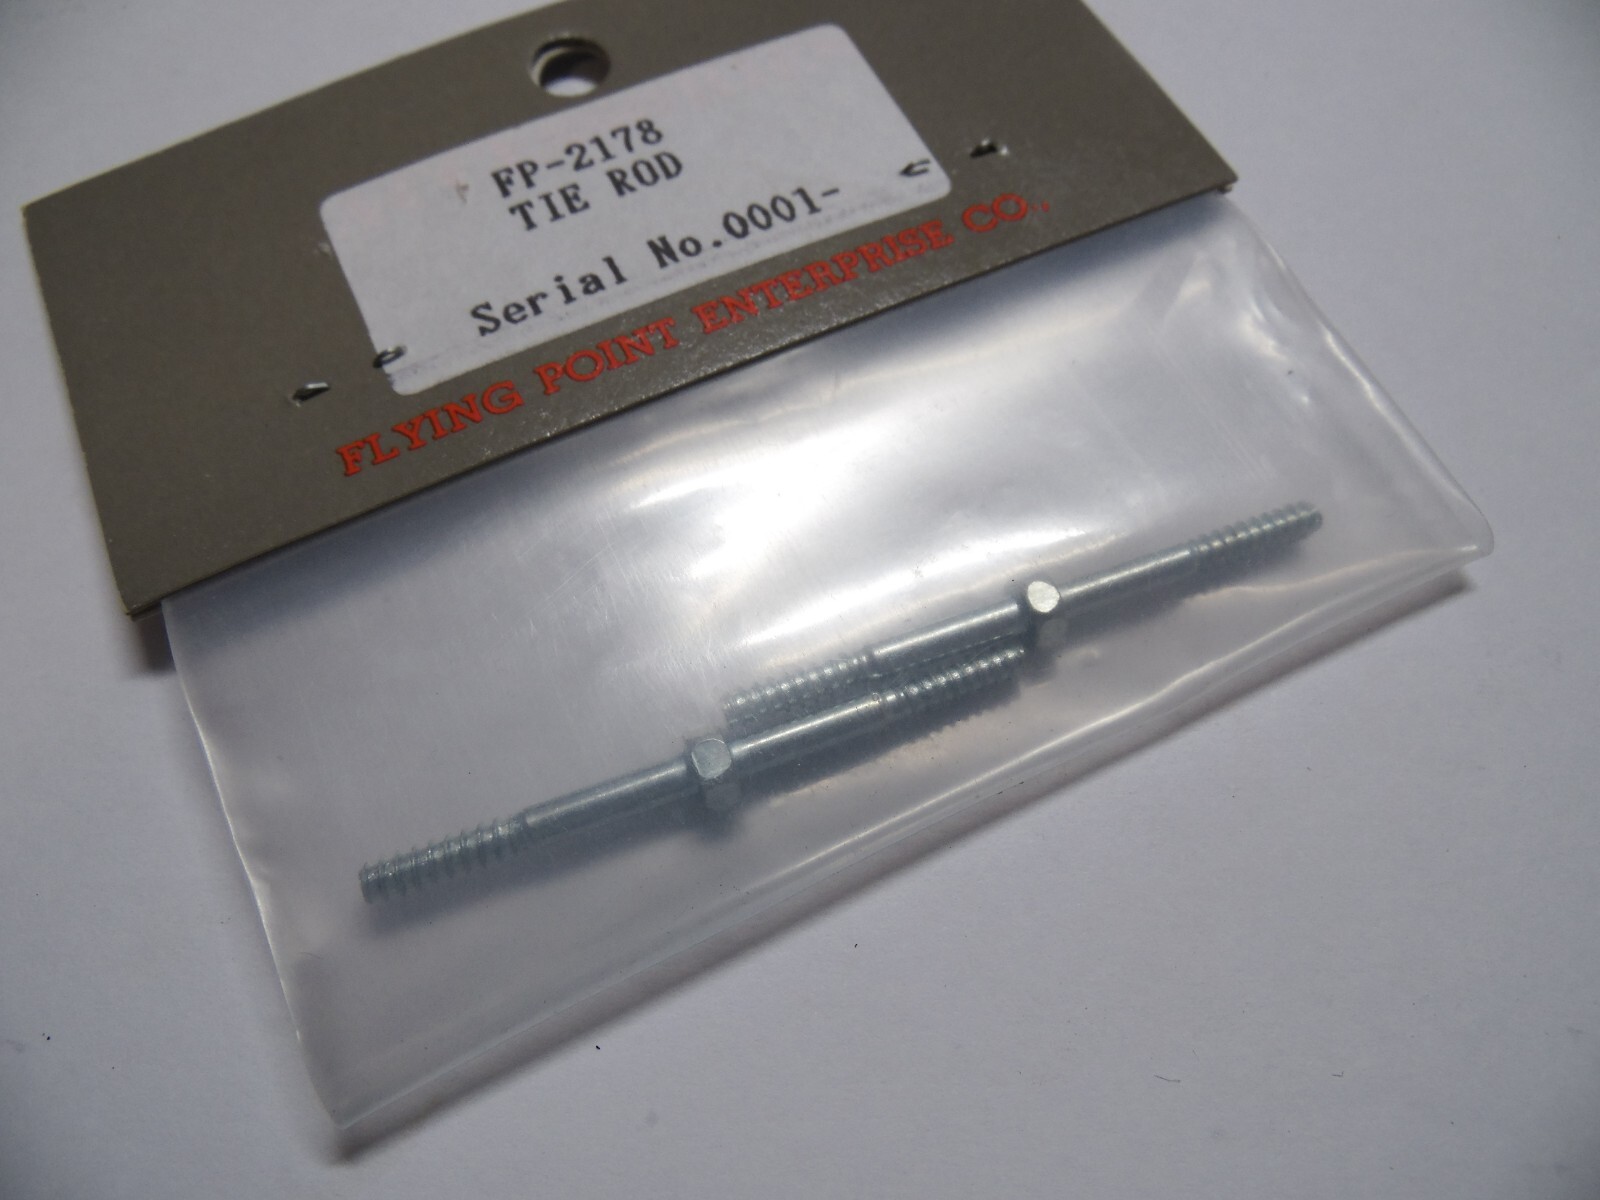 FP-2178
TIE ROD
Serial No.0001-
FLYING POINT ENTERPRISE CO.,